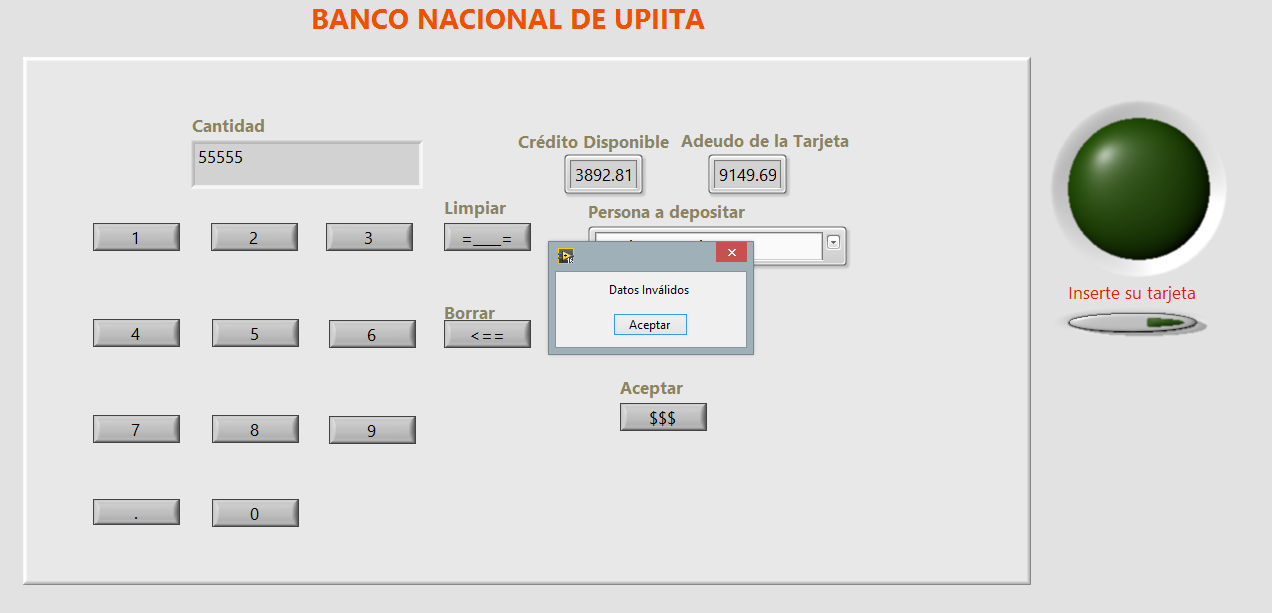 BANCO NACIONAL DE UPIITA
Cantidad
55555
Crédito Disponible
Adeudo de la Tarjeta
3892.81
9149.69
Limpiar
Persona a depositar
1
2
3
=___=
Datos Inválidos
Aceptar
Inserte su tarjeta
Borrar
4
5
6
<==
Aceptar
$$$
7
8
9
.
0